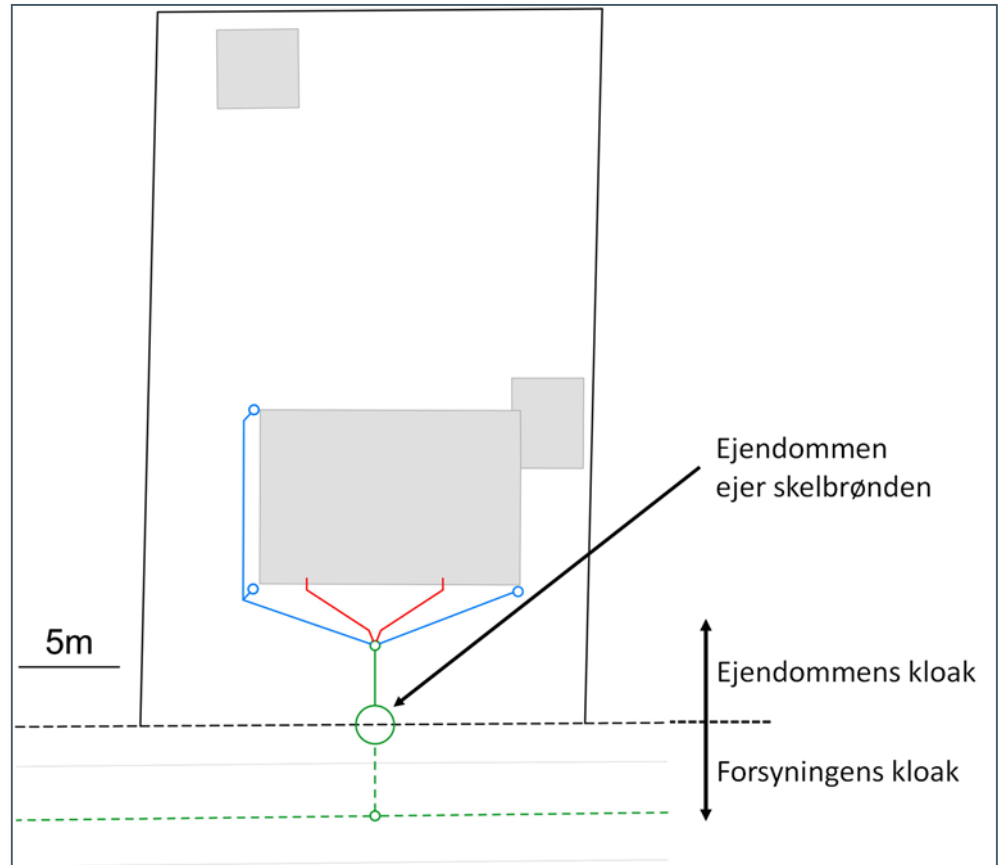 Ejendommen
ejer skelbrønden
5m
Ejendommens kloak
Forsyningens kloak